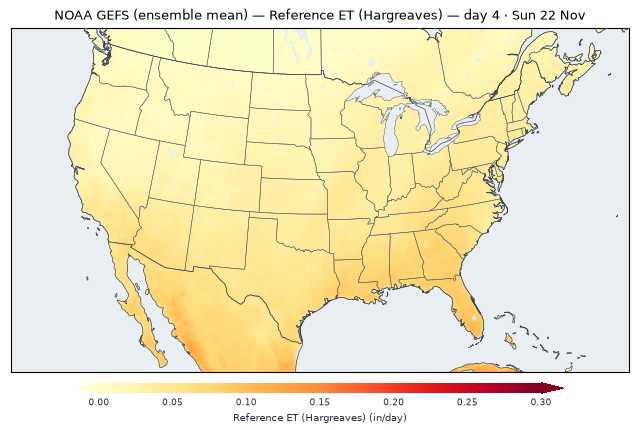 NOAA GEFS (ensemble mean) — Reference ET (Hargreaves) — day 4 · Sun 22 Nov
0.00 0.05 0.10 0.15 0.20 0.25 0.30
Reference ET (Hargreaves) (in/day)